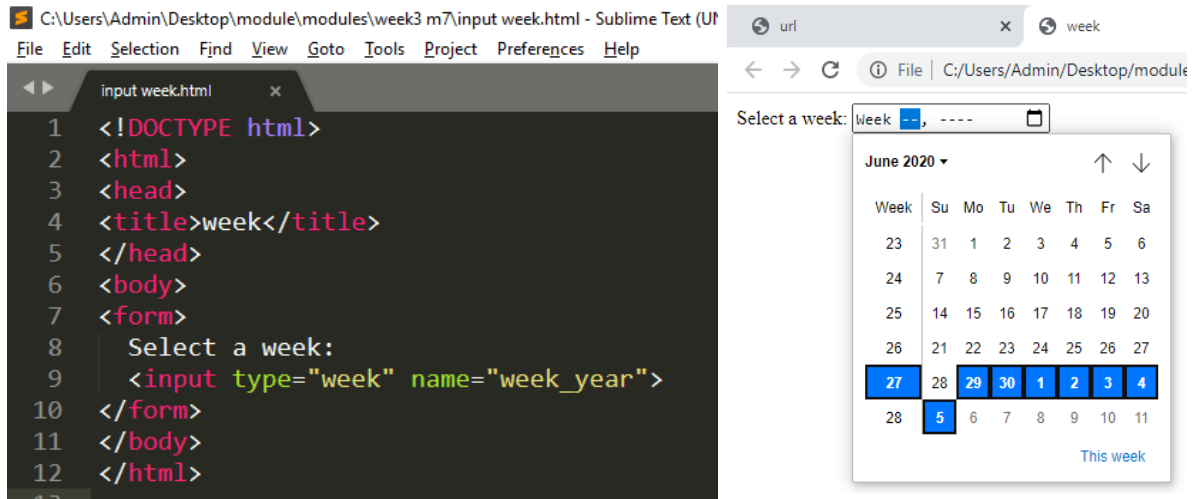 C:\Users\Admin\Desktop\module\modules\week3 m7\input week.html - Sublime Text (UN
File Edit Selection Find View Goto Tools Project Preferences Help
input week.html ×
1 <!DOCTYPE html>
2 <html>
3 <head>
4 <title>week</title>
5 </head>
6 <body>
7 <form>
8 Select a week:
9 <input type="week" name="week_year">
10 </form>
11 </body>
12 </html>
13
url × week
File | C:/Users/Admin/Desktop/module
Select a week: Week --, ----
June 2020
Week Su Mo Tu We Th Fr Sa
23 31 1 2 3 4 5 6
24 7 8 9 10 11 12 13
25 14 15 16 17 18 19 20
26 21 22 23 24 25 26 27
27 28 29 30 1 2 3 4
28 5 6 7 8 9 10 11
This week